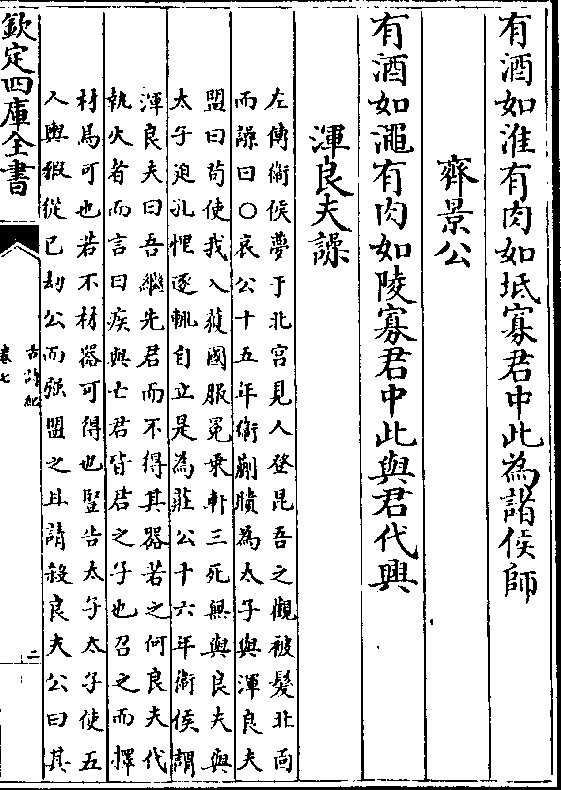 有酒如淮有肉如坻寡君中此為諸侯師
齊景公
有酒如澠有肉如陵寡君中此與君代興
渾良夫譟
左傳衛侯夢于北宮見人登昆吾之觀被髮北面
而譟曰○哀公十五年衛蒯聵為太子與渾良夫
盟曰苟使我入獲國服冕乗軒三死無與良夫與
太子迫孔悝逐輒自立是為莊公十六年衛侯謂
渾良夫曰吾繼先君而不得其器若之何良夫代
執火者而言曰疾與亡君皆君之子也召之而擇
材焉可也若不材器可得也豎告太子太子使五
人輿猳從已劫公而强盟之且請殺良夫公曰其
欽定四庫全書
古詩紀
卷七
二